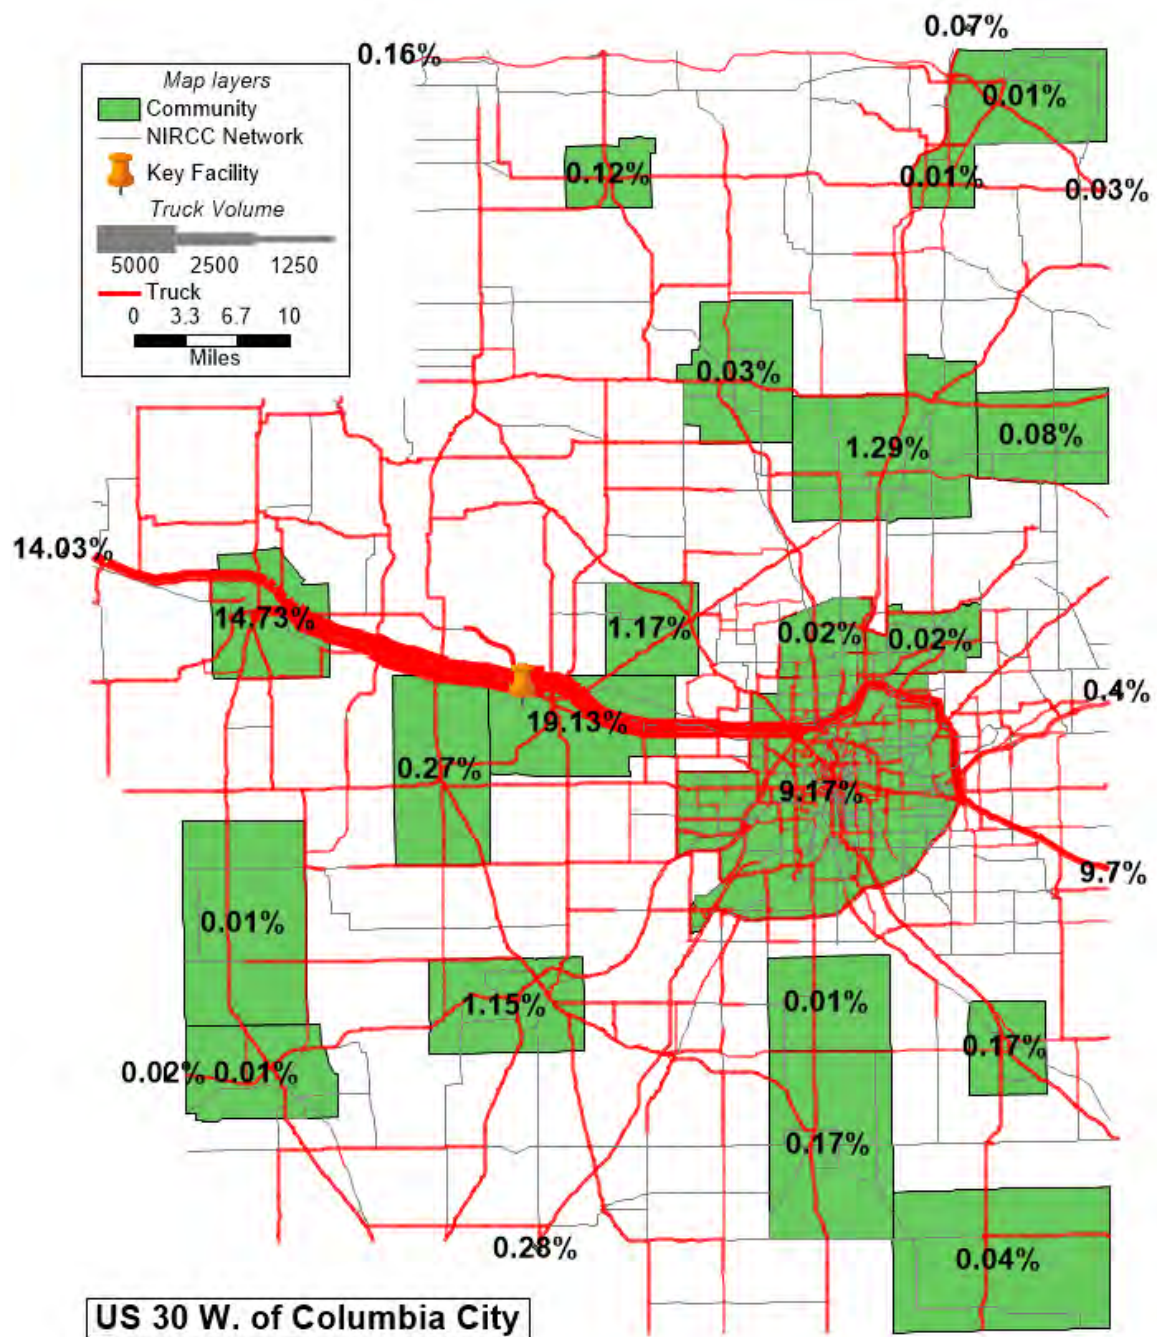 0.07%
0.16%
Map layers
Community
NIRCC Network
Key Facility
Truck Volume
5000 2500 1250
Truck
0 3.3 6.7 10
Miles
0.01%
0.12%
0.01%
0.03%
0.03%
1.29%
0.08%
14.03%
14.73%
1.17%
0.02%
0.02%
0.4%
19.13%
0.27%
9.17%
9.7%
0.01%
1.15%
0.01%
0.17%
0.02%
0.01%
0.17%
0.28%
0.04%
US 30 W. of Columbia City